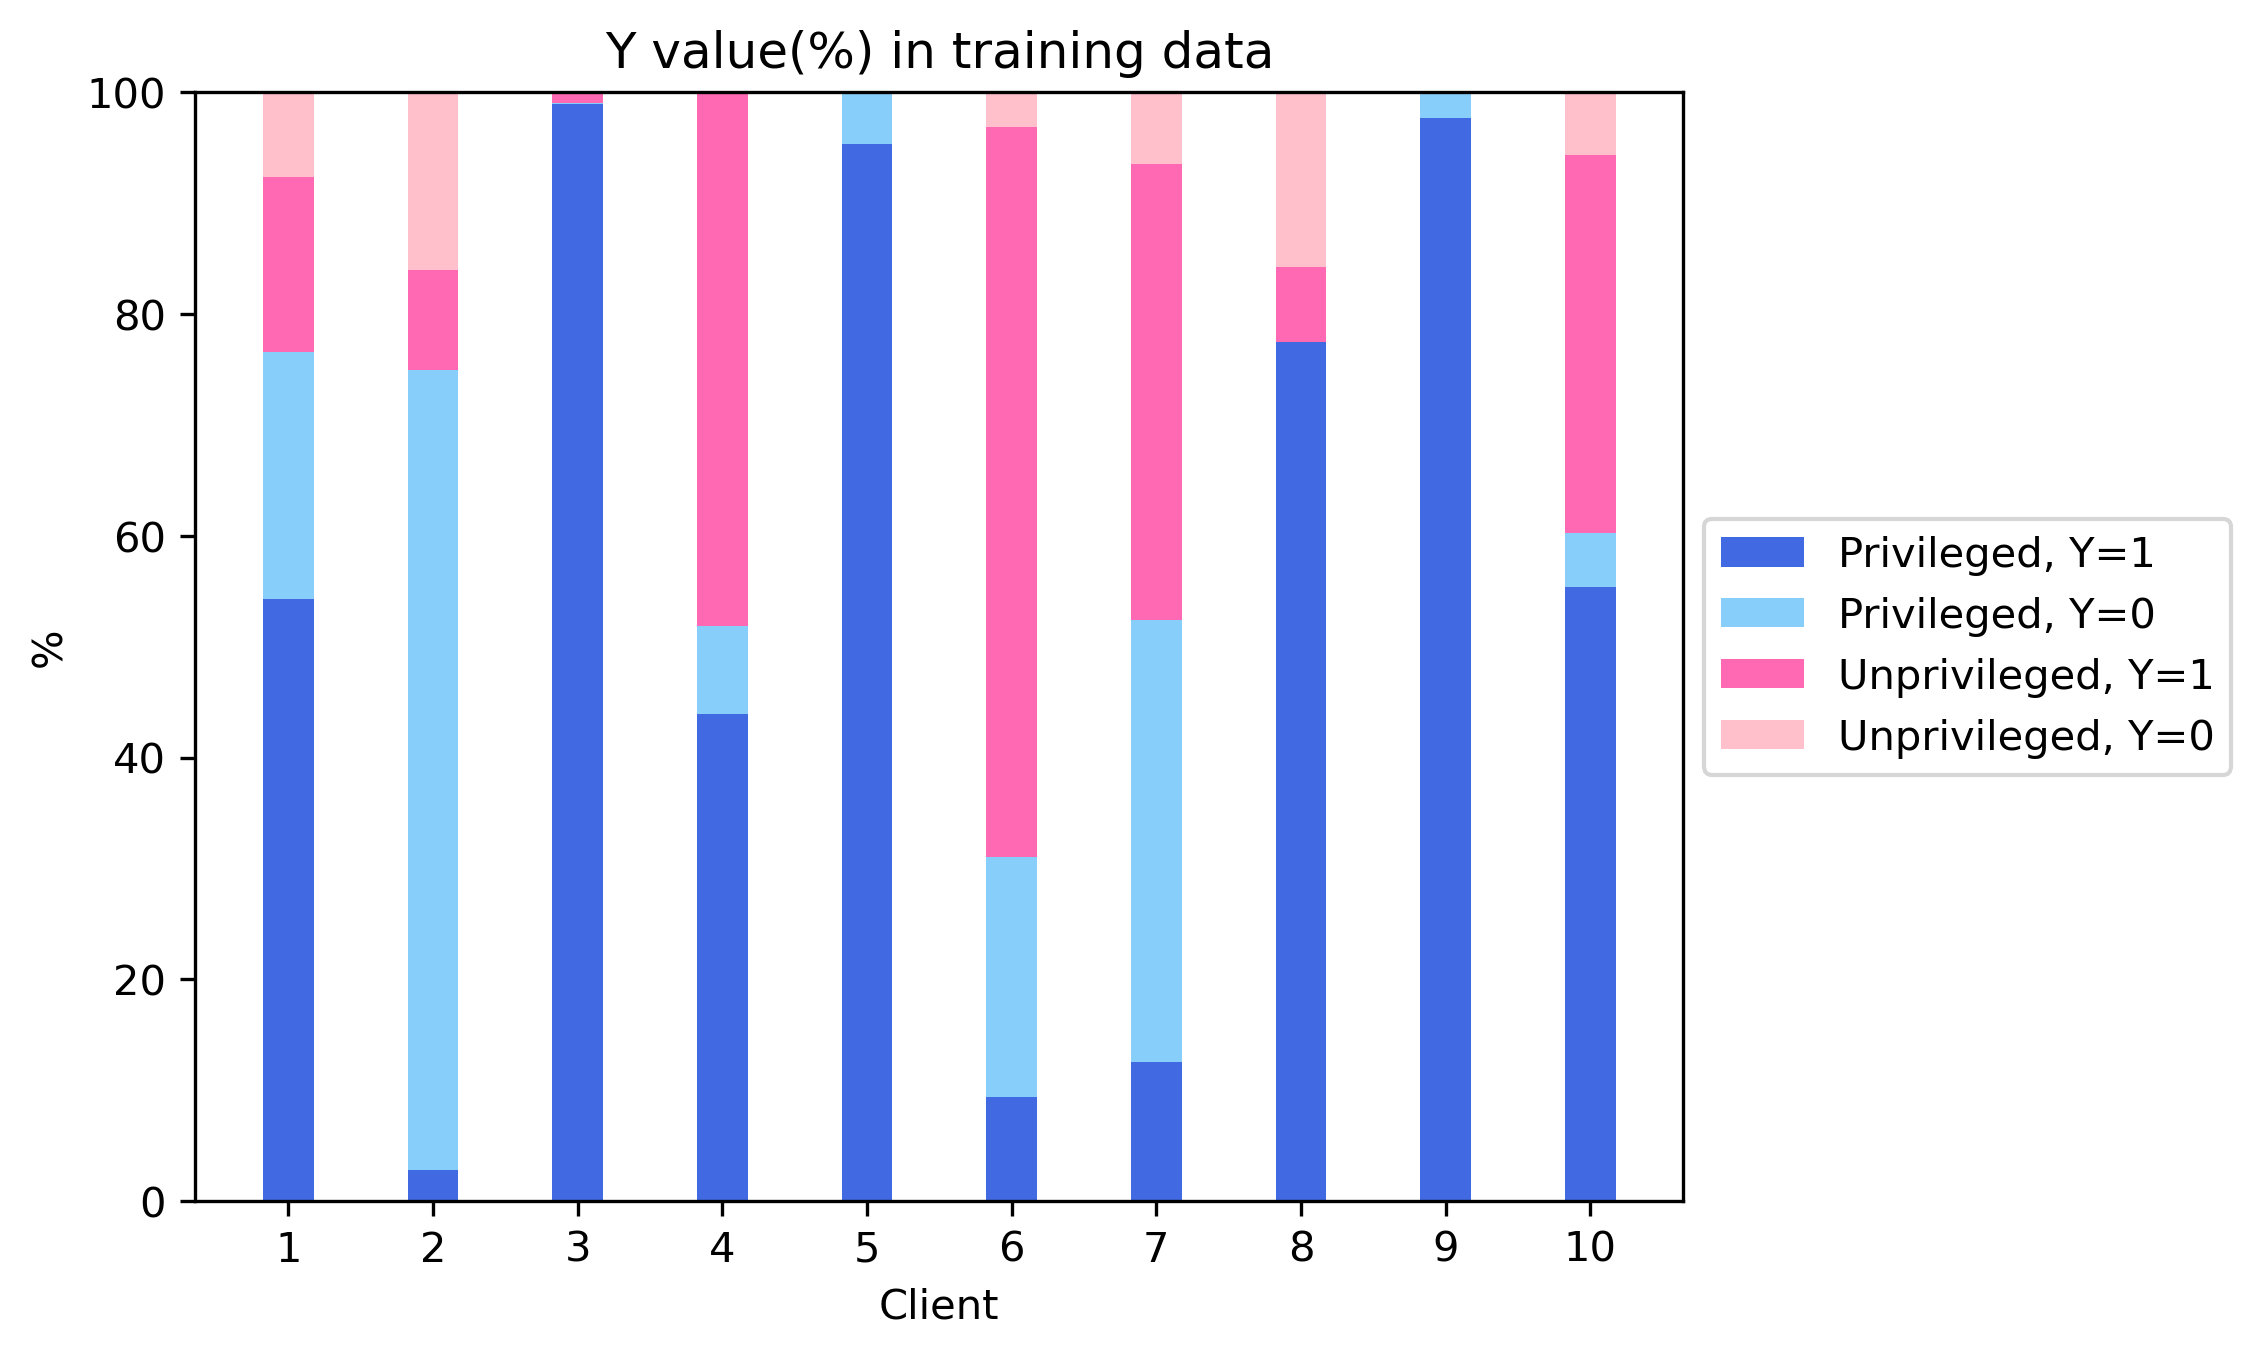 Y value(%) in training data
100
80
60
40
20
0
%
1 2 3 4 5 6 7 8 9 10
Client
Privileged, Y=1
Privileged, Y=0
Unprivileged, Y=1
Unprivileged, Y=0